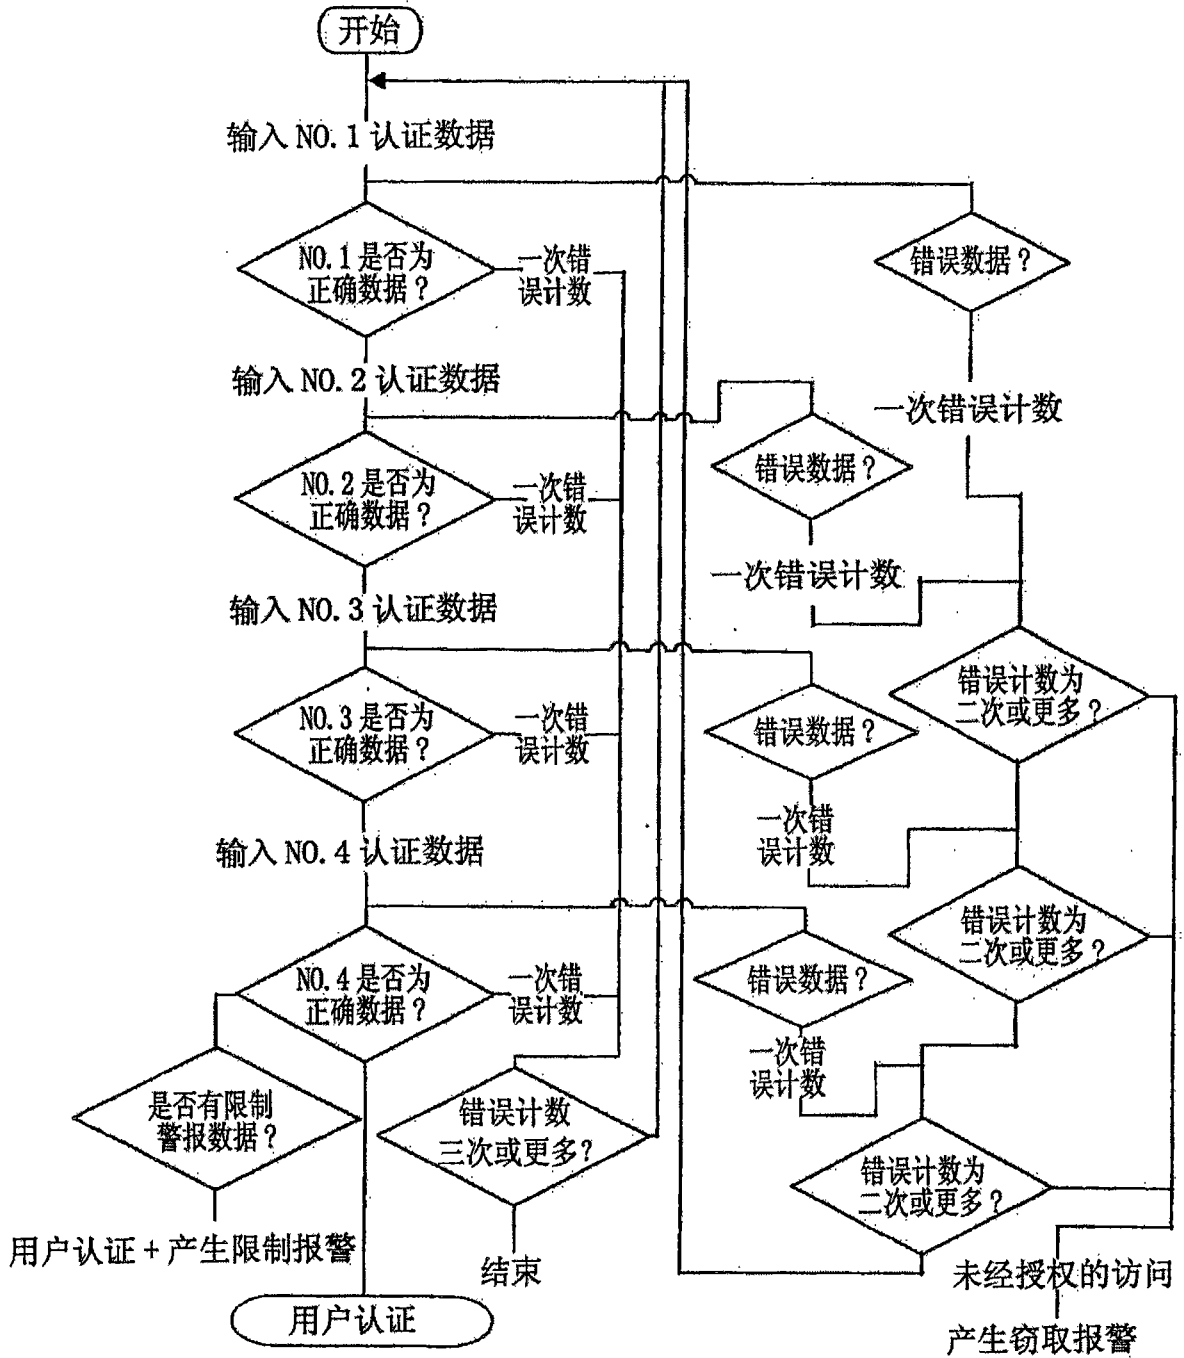 开始
输入 NO.1 认证数据
NO.1 是否为
正确数据？
一次错
误计数
错误数据？
输入 NO.2 认证数据
一次错误计数
NO.2 是否为
正确数据？
一次错
误计数
错误数据？
一次错误计数
输入 NO.3 认证数据
NO.3 是否为
正确数据？
一次错
误计数
错误数据？
错误计数为
二次或更多？
一次错
误计数
输入 NO.4 认证数据
NO.4 是否为
正确数据？
一次错
误计数
错误数据？
错误计数为
二次或更多？
一次错
误计数
是否有限制
警报数据？
错误计数
三次或更多？
错误计数为
二次或更多？
用户认证＋产生限制报警
结束
未经授权的访问
用户认证
产生窃取报警